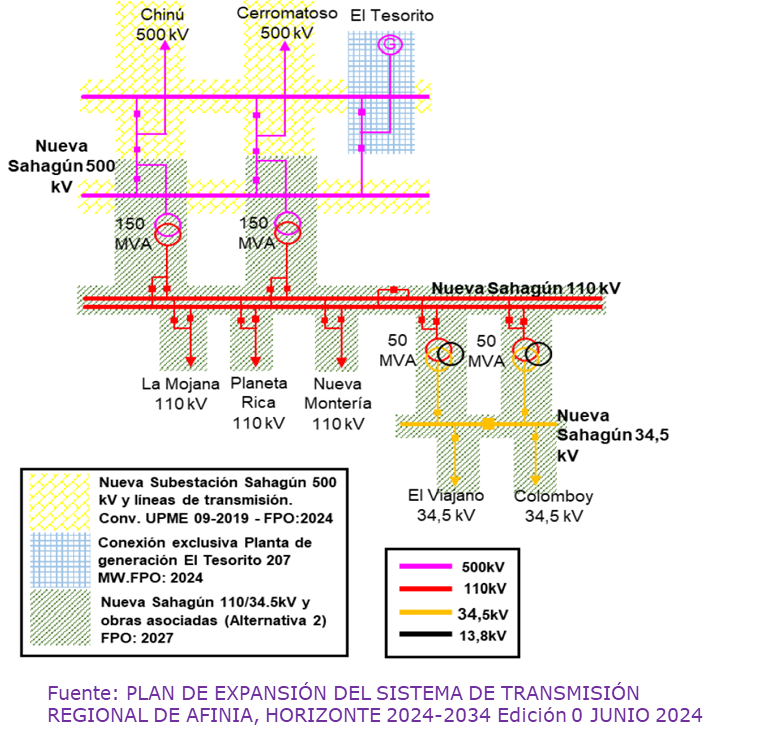 Chinú
500 kV
Cerromatoso
500 kV
El Tesorito
G
Nueva
Sahagún 500
kV
150
MVA
150
MVA
Nueva Sahagún 110 kV
La Mojana
110 kV
Planeta
Rica
110 kV
Nueva
Montería
110 kV
50
MVA
50
MVA
Nueva
Sahagún 34,5
kV
El Viajano
34,5 kV
Colomboy
34,5 kV
Nueva Subestación Sahagún 500
kV y líneas de transmisión.
Conv. UPME 09-2019 - FPO:2024
Conexión exclusiva Planta de
generación El Tesorito 207
MW.FPO: 2024
Nueva Sahagún 110/34.5kV y
obras asociadas (Alternativa 2)
FPO: 2027
500kV
110kV
34,5kV
13,8kV
Fuente: PLAN DE EXPANSIÓN DEL SISTEMA DE TRANSMISIÓN
REGIONAL DE AFINIA, HORIZONTE 2024-2034 Edición 0 JUNIO 2024